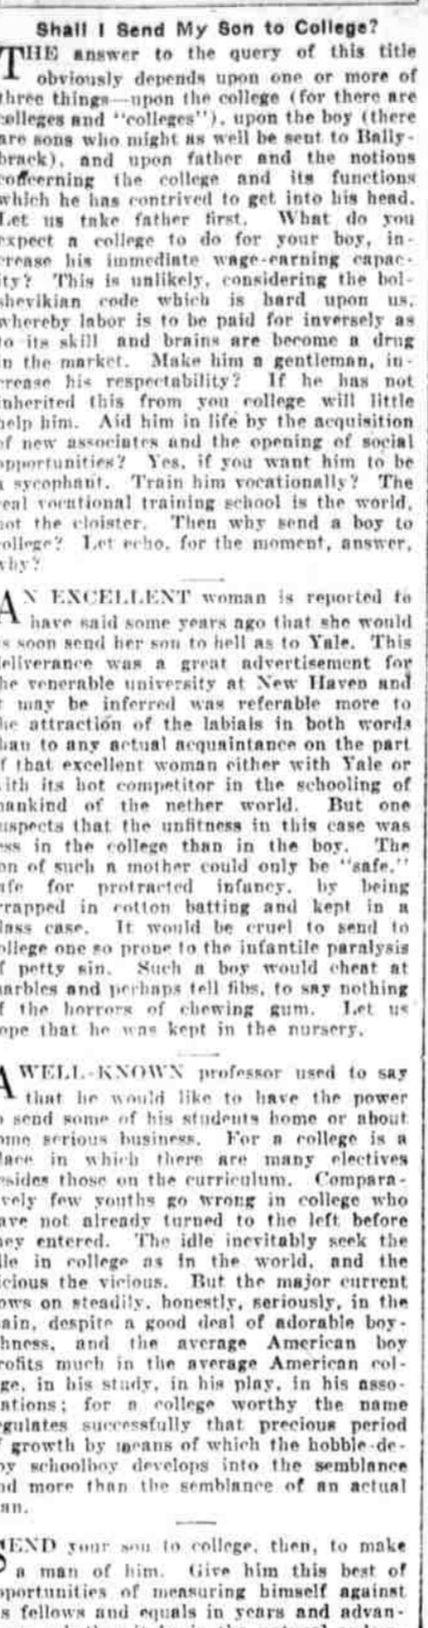 Shall I Send My Son to College?
THE answer to the query of this title
obviously depends upon one or more of
three things—upon the college (for there are
colleges and "colleges"), upon the boy (there
are sons who might as well be sent to Bally-
brack), and upon father and the notions
concerning the college and its functions
which he has contrived to get into his head.
Let us take father first. What do you
expect a college to do for your boy, in-
crease his immediate wage-earning capac-
ity? This is unlikely, considering the bol-
shevikian code which is hard upon us,
whereby labor is to be paid for inversely as
to its skill and brains are become a drug
in the market. Make him a gentleman, in-
crease his respectability? If he has not
inherited this from you college will little
help him. Aid him in life by the acquisition
of new associates and the opening of social
opportunities? Yes, if you want him to be
a sycophant. Train him vocationally? The
real vocational training school is the world,
not the cloister. Then why send a boy to
college? Let echo, for the moment, answer,
why?
AN EXCELLENT woman is reported to
have said some years ago that she would
as soon send her son to hell as to Yale. This
deliverance was a great advertisement for
the venerable university at New Haven and
it may be inferred was referable more to
the attraction of the labials in both words
than to any actual acquaintance on the part
of that excellent woman either with Yale or
with its hot competitor in the schooling of
mankind of the nether world. But one
suspects that the unfitness in this case was
less in the college than in the boy. The
son of such a mother could only be "safe,"
safe for protracted infancy, by being
wrapped in cotton batting and kept in a
glass case. It would be cruel to send to
college one so prone to the infantile paralysis
of petty sin. Such a boy would cheat at
marbles and perhaps tell fibs, to say nothing
of the horrors of chewing gum. Let us
hope that he was kept in the nursery.
A WELL-KNOWN professor used to say
that he would like to have the power
to send some of his students home or about
some serious business. For a college is a
place in which there are many electives
besides those on the curriculum. Compara-
tively few youths go wrong in college who
have not already turned to the left before
they entered. The idle inevitably seek the
idle in college as in the world, and the
vicious the vicious. But the major current
flows on steadily, honestly, seriously, in the
main, despite a good deal of adorable boy-
ishness, and the average American boy
profits much in the average American col-
lege, in his study, in his play, in his asso-
ciations; for a college worthy the name
regulates successfully that precious period
of growth by means of which the hobble-de-
hoy schoolboy develops into the semblance
and more than the semblance of an actual
man.
SEND your son to college, then, to make
a man of him. Give him this best of
opportunities of measuring himself against
his fellows and equals in years and advan-